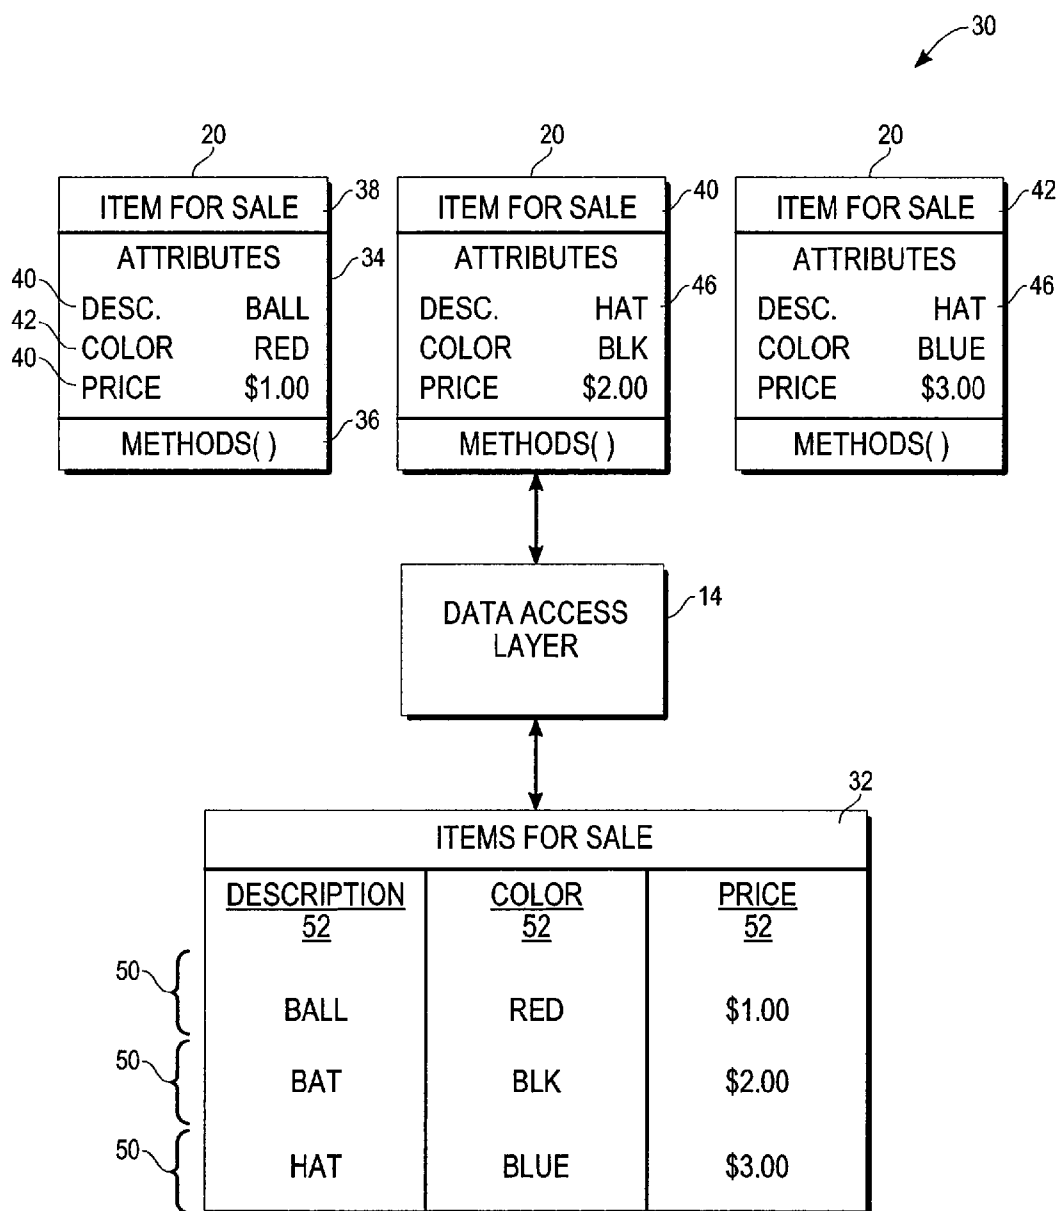 30
20 20 20
ITEM FOR SALE 38 ITEM FOR SALE 40 ITEM FOR SALE 42
ATTRIBUTES 34 ATTRIBUTES ATTRIBUTES
40 DESC. BALL DESC. HAT 46 DESC. HAT 46
42 COLOR RED COLOR BLK COLOR BLUE
40 PRICE $1.00 PRICE $2.00 PRICE $3.00
METHODS( ) 36 METHODS( ) METHODS( )
DATA ACCESS 14
LAYER
32
ITEMS FOR SALE
DESCRIPTION COLOR PRICE
52 52 52
50 BALL RED $1.00
50 BAT BLK $2.00
50 HAT BLUE $3.00